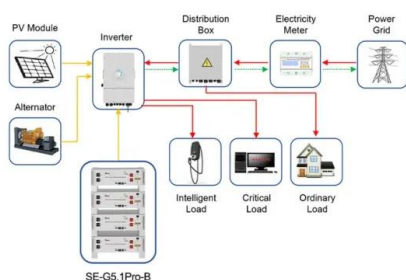 PV Module
Inverter
Distribution
Box
Electricity
Meter
Power
Grid
Alternator
Intelligent
Load
Critical
Load
Ordinary
Load
SE-G5.1Pro-B